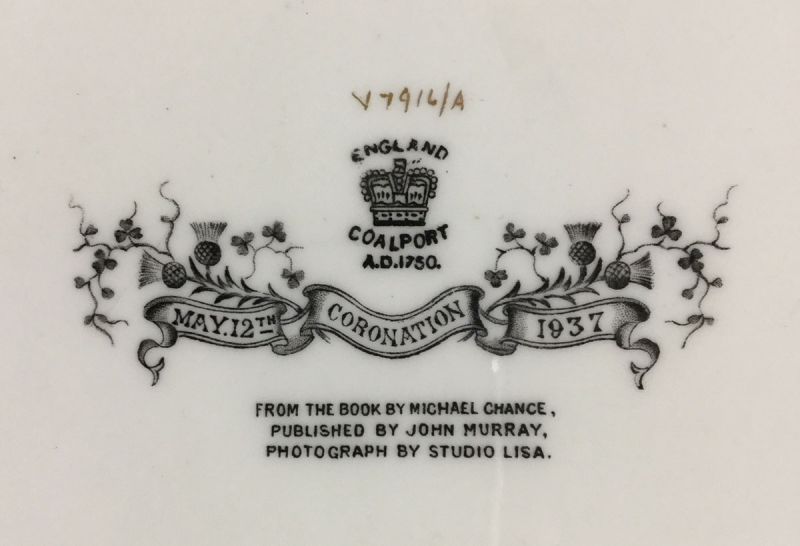 V7916/A
ENGLAND
COALPORT
A.D.1750.
MAY.12TH CORONATION 1937
FROM THE BOOK BY MICHAEL CHANCE,
PUBLISHED BY JOHN MURRAY,
PHOTOGRAPH BY STUDIO LISA.